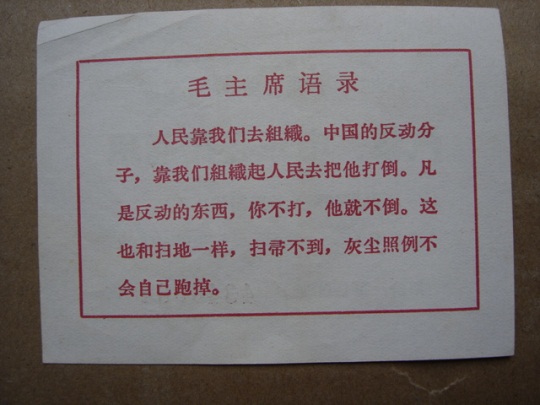 毛主席语录
人民靠我们去組織。中国的反动分
子，靠我们組織起人民去把他打倒。凡
是反动的东西，你不打，他就不倒。这
也和扫地一样，扫帚不到，灰尘照例不
会自己跑掉。